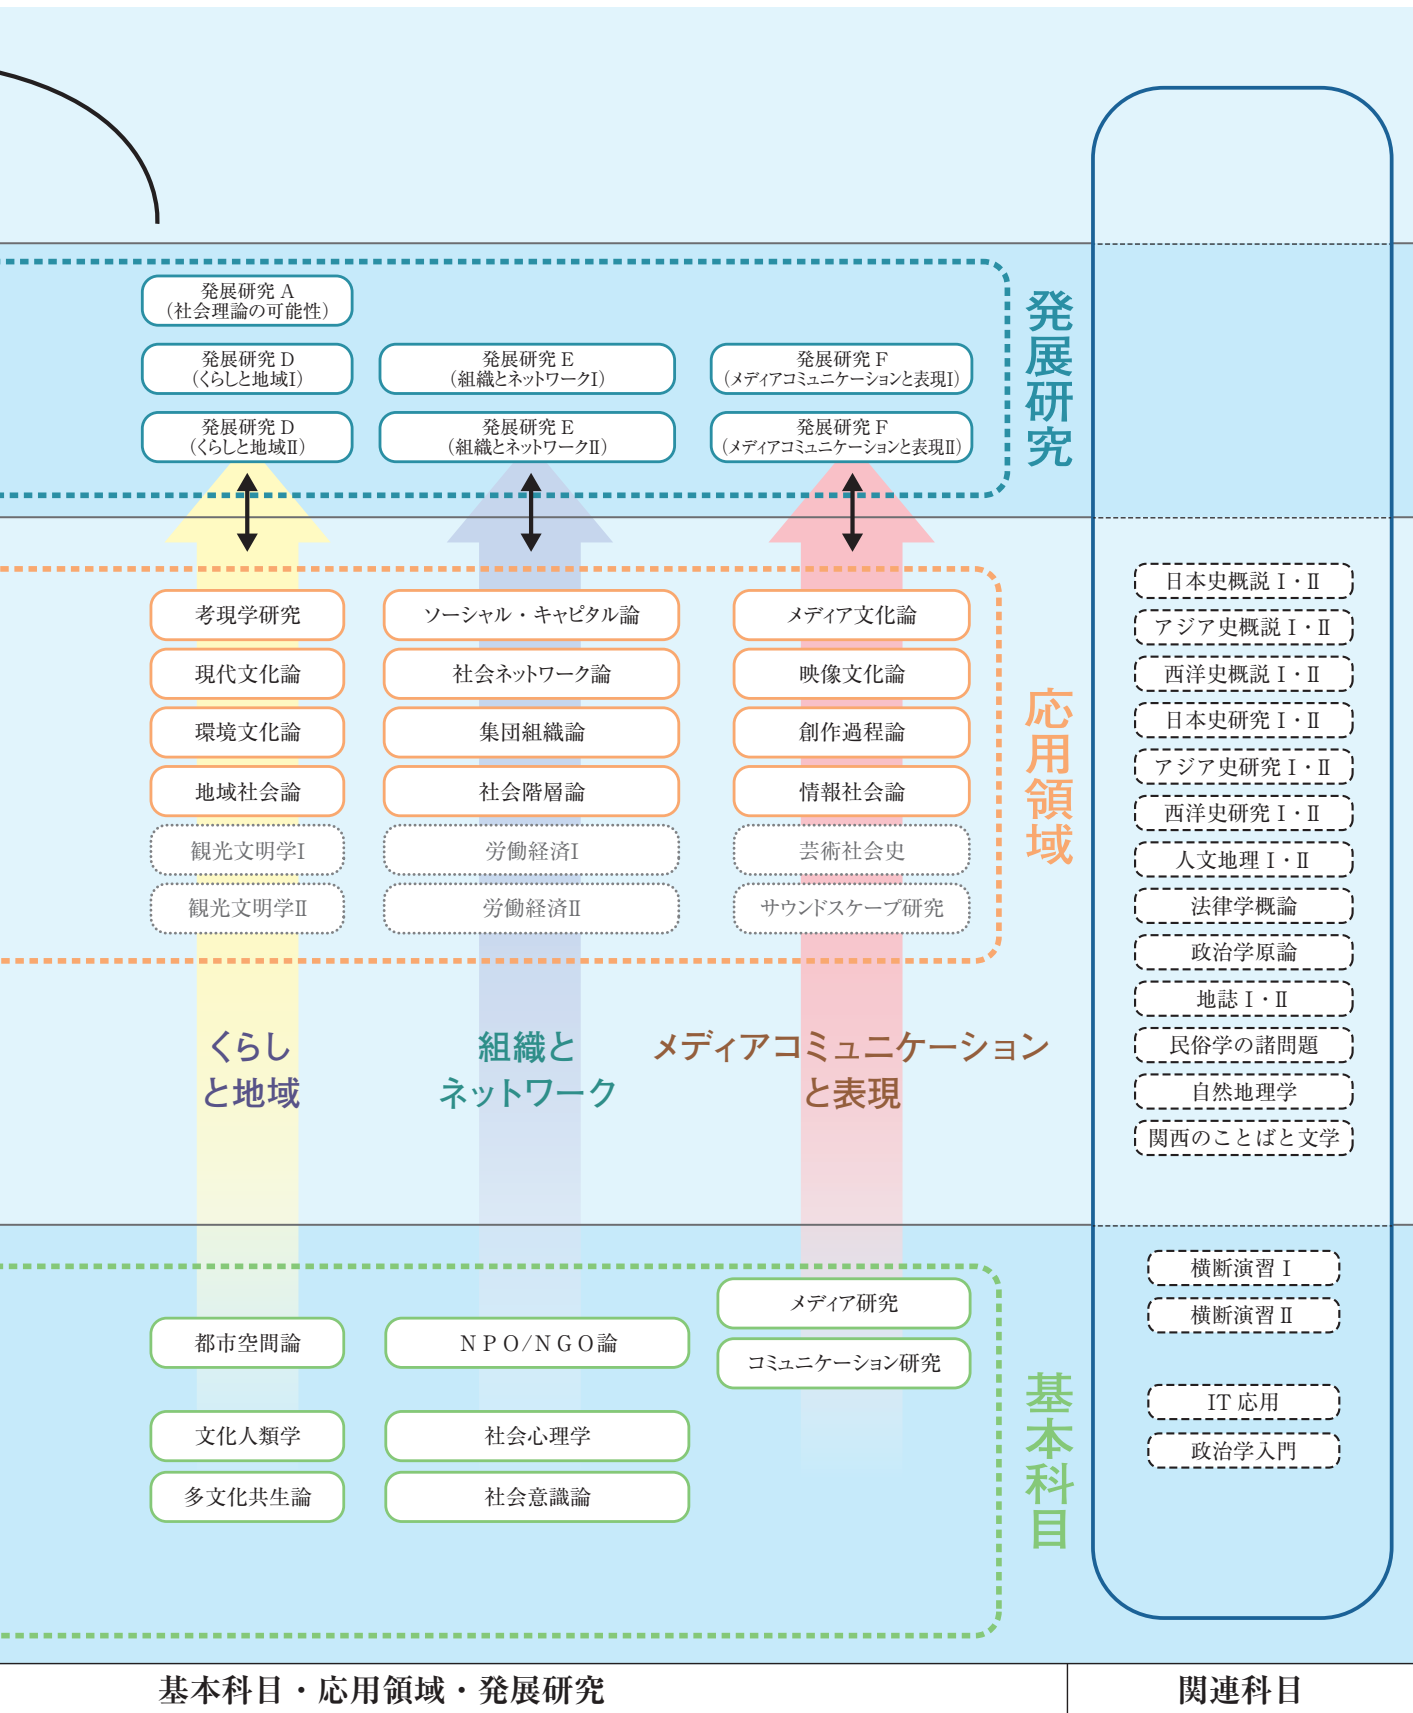 発展研究 A
（社会理論の可能性）
発展研究 D
（くらしと地域Ⅰ）
発展研究 E
（組織とネットワークⅠ）
発展研究 F
（メディアコミュニケーションと表現Ⅰ）
発展研究 D
（くらしと地域Ⅱ）
発展研究 E
（組織とネットワークⅡ）
発展研究 F
（メディアコミュニケーションと表現Ⅱ）
発展研究
考現学研究
ソーシャル・キャピタル論
メディア文化論
現代文化論
社会ネットワーク論
映像文化論
環境文化論
集団組織論
創作過程論
地域社会論
社会階層論
情報社会論
観光文明学Ⅰ
労働経済Ⅰ
芸術社会史
観光文明学Ⅱ
労働経済Ⅱ
サウンドスケープ研究
応用領域
くらし
と地域
組織と
ネットワーク
メディアコミュニケーション
と表現
都市空間論
ＮＰＯ/ＮＧＯ論
メディア研究
コミュニケーション研究
文化人類学
社会心理学
多文化共生論
社会意識論
基本科目
日本史概説Ⅰ・Ⅱ
アジア史概説Ⅰ・Ⅱ
西洋史概説Ⅰ・Ⅱ
日本史研究Ⅰ・Ⅱ
アジア史研究Ⅰ・Ⅱ
西洋史研究Ⅰ・Ⅱ
人文地理Ⅰ・Ⅱ
法律学概論
政治学原論
地誌Ⅰ・Ⅱ
民俗学の諸問題
自然地理学
関西のことばと文学
横断演習Ⅰ
横断演習Ⅱ
IT 応用
政治学入門
基本科目・応用領域・発展研究
関連科目